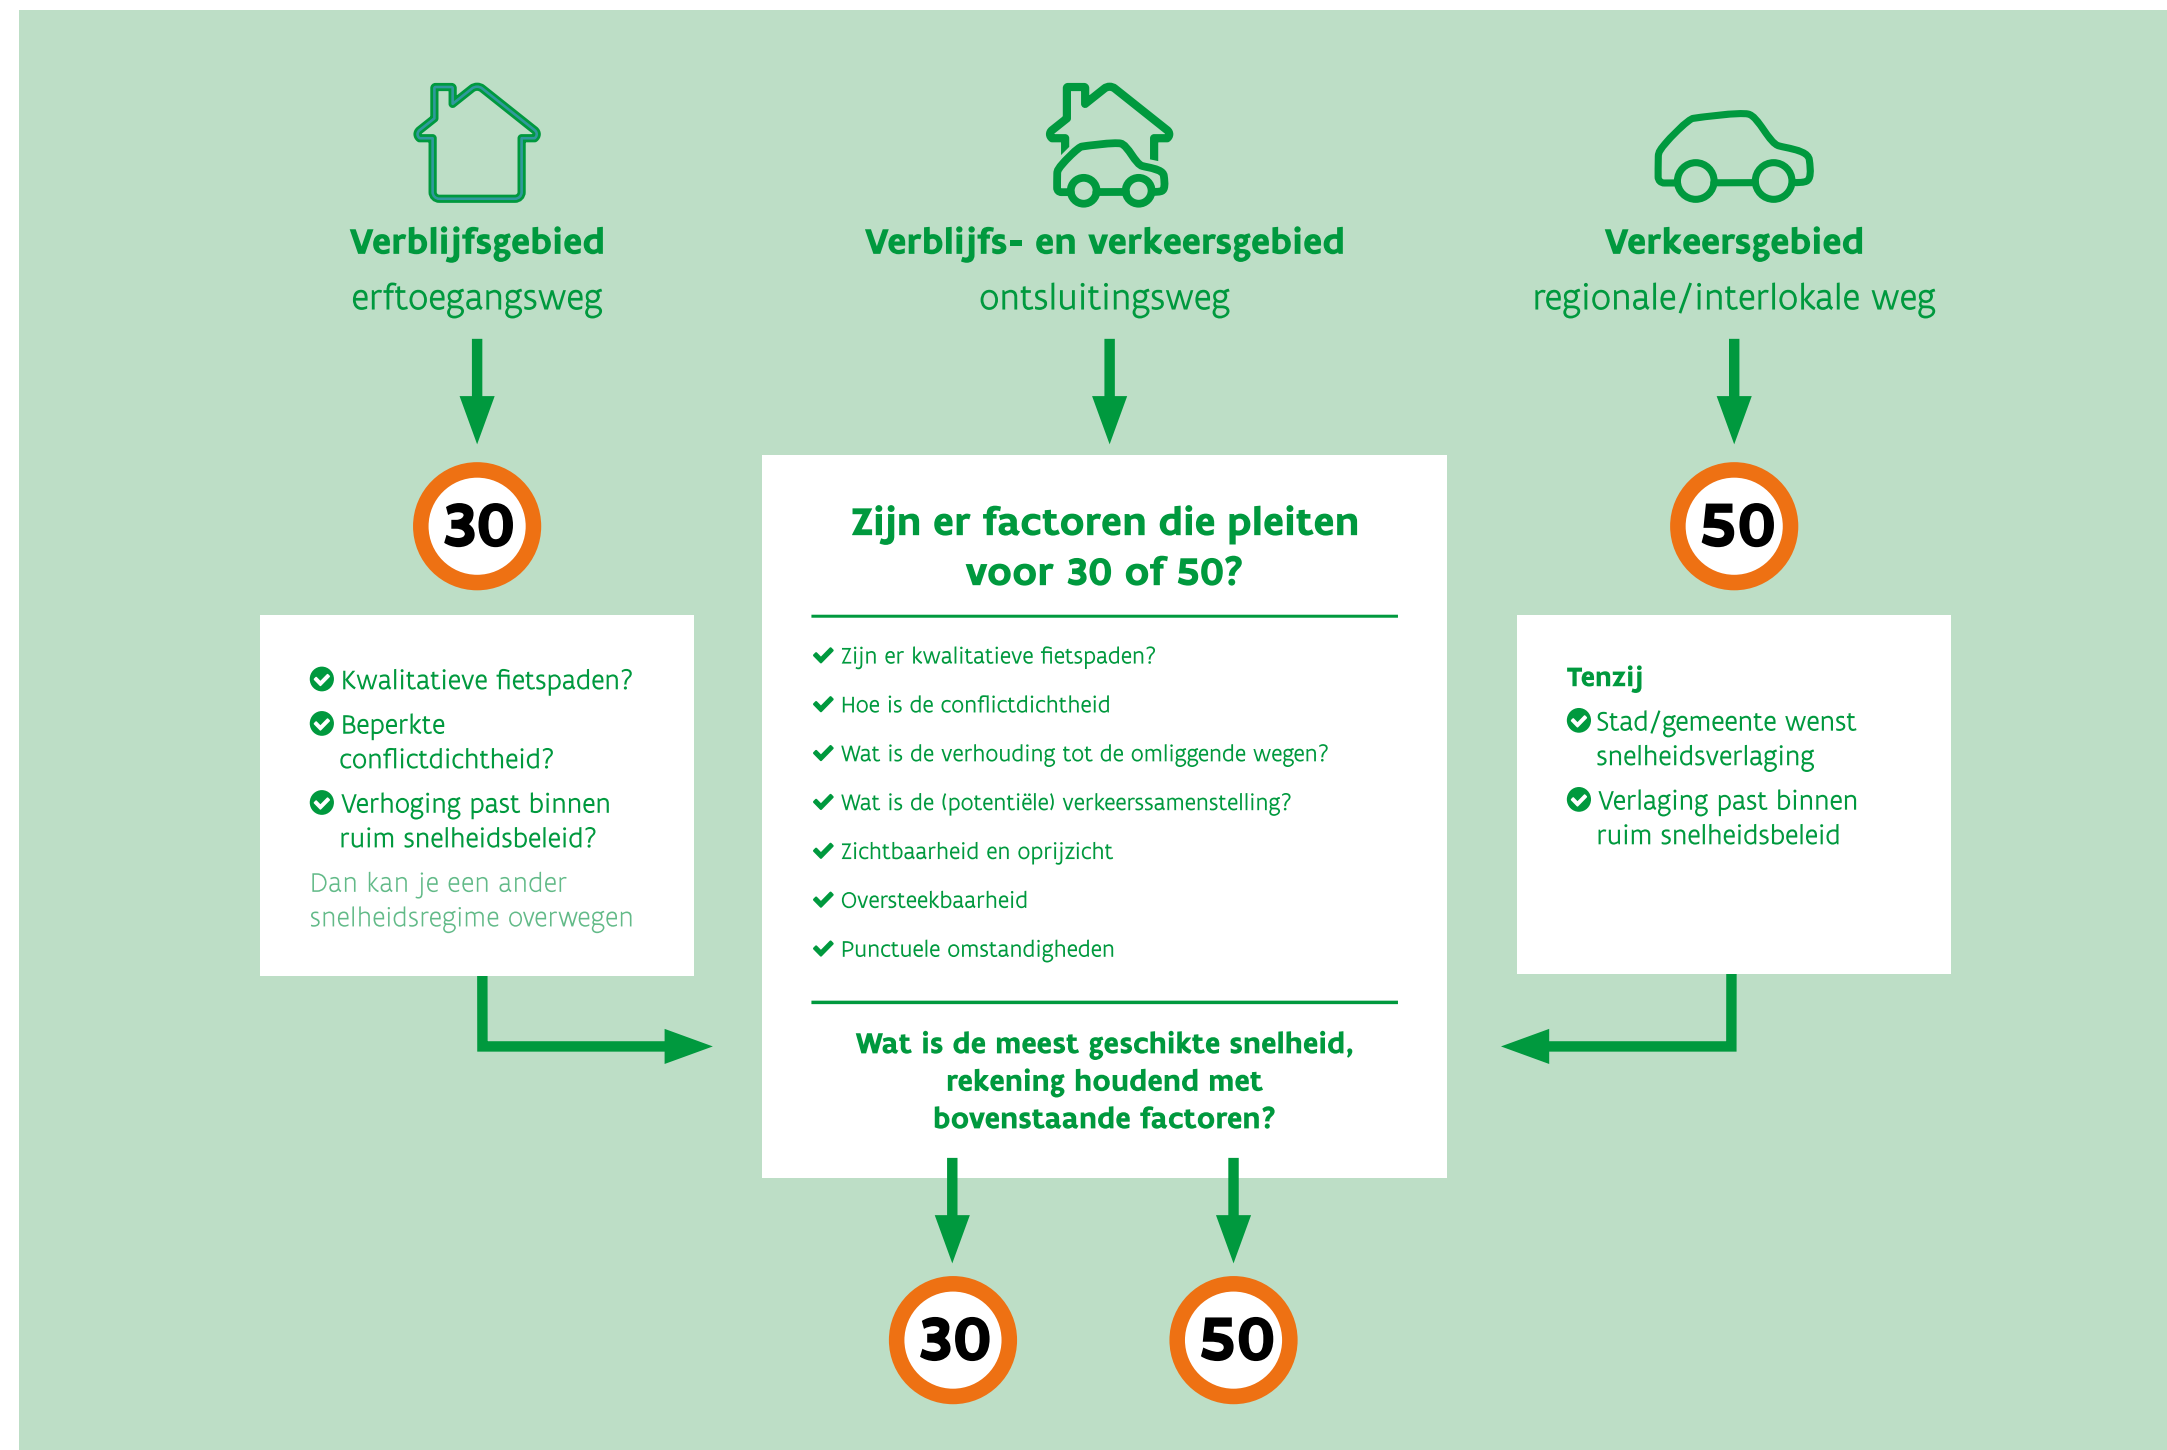 Verblijfsgebied
erftoegangsweg
30
Kwalitatieve fietspaden?
Beperkte
conflictdichtheid?
Verhoging past binnen
ruim snelheidsbeleid?
Dan kan je een ander
snelheidsregime overwegen
Verblijfs- en verkeersgebied
ontsluitingsweg
Zijn er factoren die pleiten
voor 30 of 50?
Zijn er kwalitatieve fietspaden?
Hoe is de conflictdichtheid
Wat is de verhouding tot de omliggende wegen?
Wat is de (potentiële) verkeerssamenstelling?
Zichtbaarheid en oprijzicht
Oversteekbaarheid
Punctuele omstandigheden
Wat is de meest geschikte snelheid,
rekening houdend met
bovenstaande factoren?
30
50
Verkeersgebied
regionale/interlokale weg
50
Tenzij
Stad/gemeente wenst
snelheidsverlaging
Verlaging past binnen
ruim snelheidsbeleid